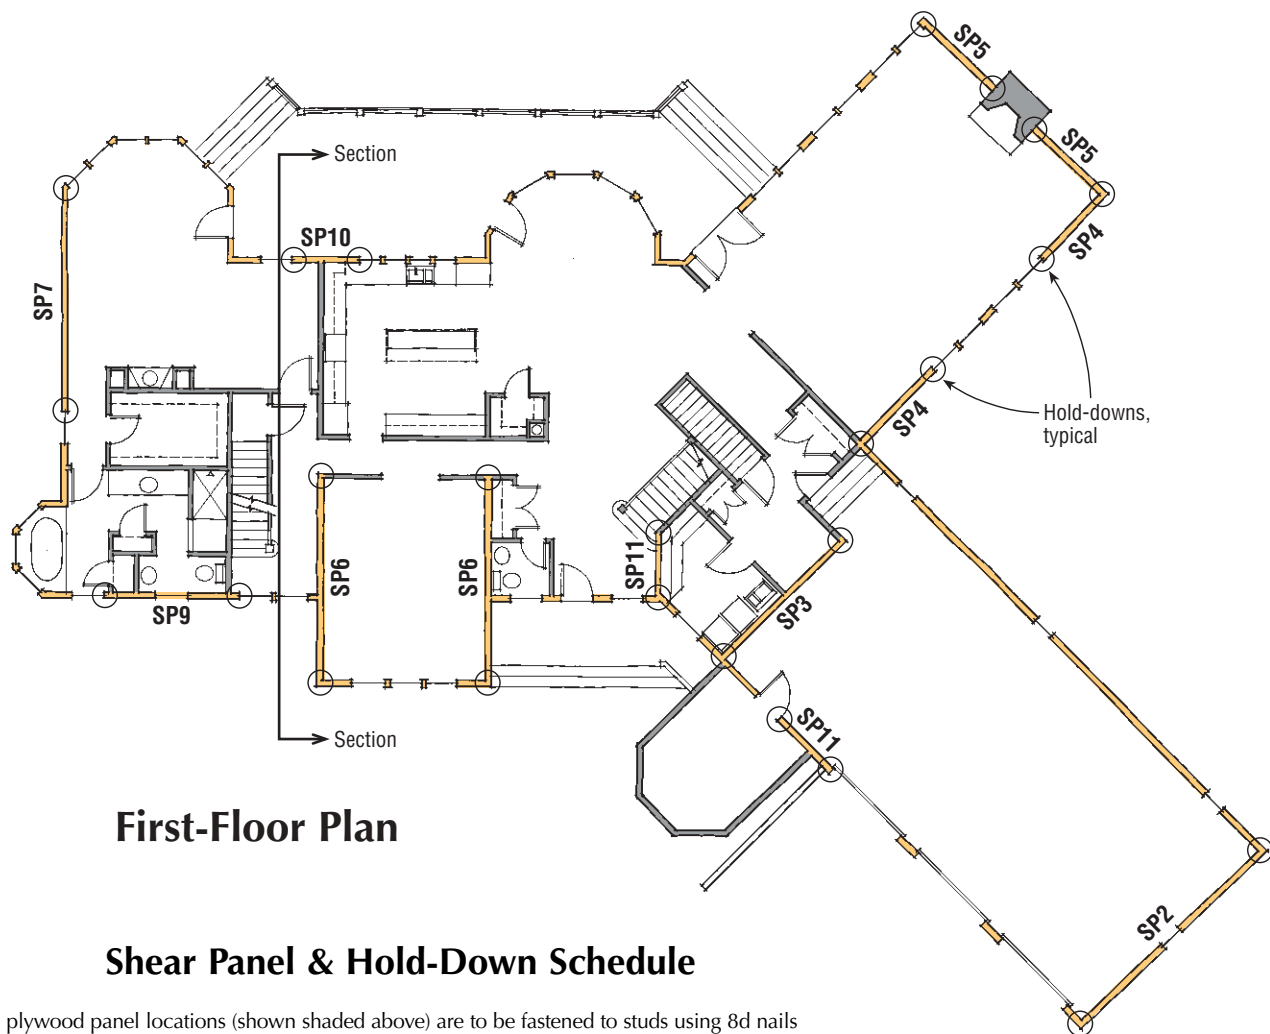 SP5
SP5
Section
SP10
SP4
SP7
SP4
Hold-downs,
typical
SP11
SP6
SP6
SP3
SP9
Section
SP11
First-Floor Plan
SP2
Shear Panel & Hold-Down Schedule
plywood panel locations (shown shaded above) are to be fastened to studs using 8d nails